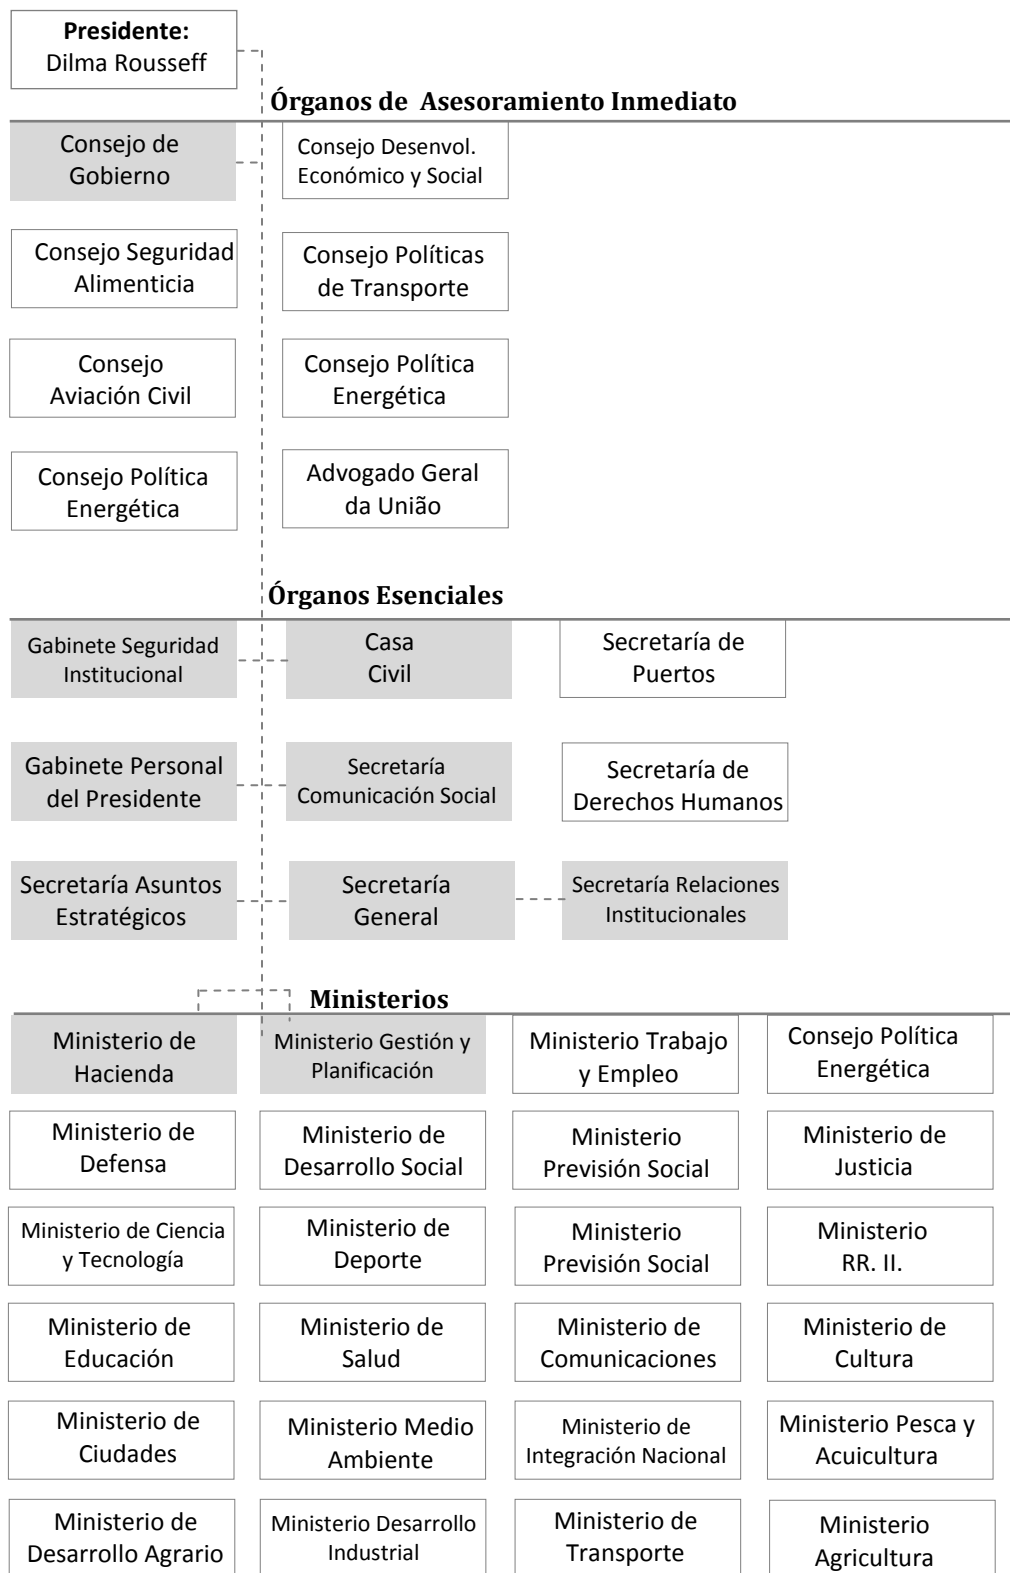 Presidente:
Dilma Rousseff
Órganos de Asesoramiento Inmediato
Consejo de
Gobierno
Consejo Desenvol.
Económico y Social
Consejo Seguridad
Alimenticia
Consejo Políticas
de Transporte
Consejo
Aviación Civil
Consejo Política
Energética
Consejo Política
Energética
Advogado Geral
da União
Órganos Esenciales
Gabinete Seguridad
Institucional
Casa
Civil
Secretaría de
Puertos
Gabinete Personal
del Presidente
Secretaría
Comunicación Social
Secretaría de
Derechos Humanos
Secretaría Asuntos
Estratégicos
Secretaría
General
Secretaría Relaciones
Institucionales
Ministerios
Ministerio de
Hacienda
Ministerio Gestión y
Planificación
Ministerio Trabajo
y Empleo
Consejo Política
Energética
Ministerio de
Defensa
Ministerio de
Desarrollo Social
Ministerio
Previsión Social
Ministerio de
Justicia
Ministerio de Ciencia
y Tecnología
Ministerio de
Deporte
Ministerio
Previsión Social
Ministerio
RR. II.
Ministerio de
Educación
Ministerio de
Salud
Ministerio de
Comunicaciones
Ministerio de
Cultura
Ministerio de
Ciudades
Ministerio Medio
Ambiente
Ministerio de
Integración Nacional
Ministerio Pesca y
Acuicultura
Ministerio de
Desarrollo Agrario
Ministerio Desarrollo
Industrial
Ministerio de
Transporte
Ministerio
Agricultura